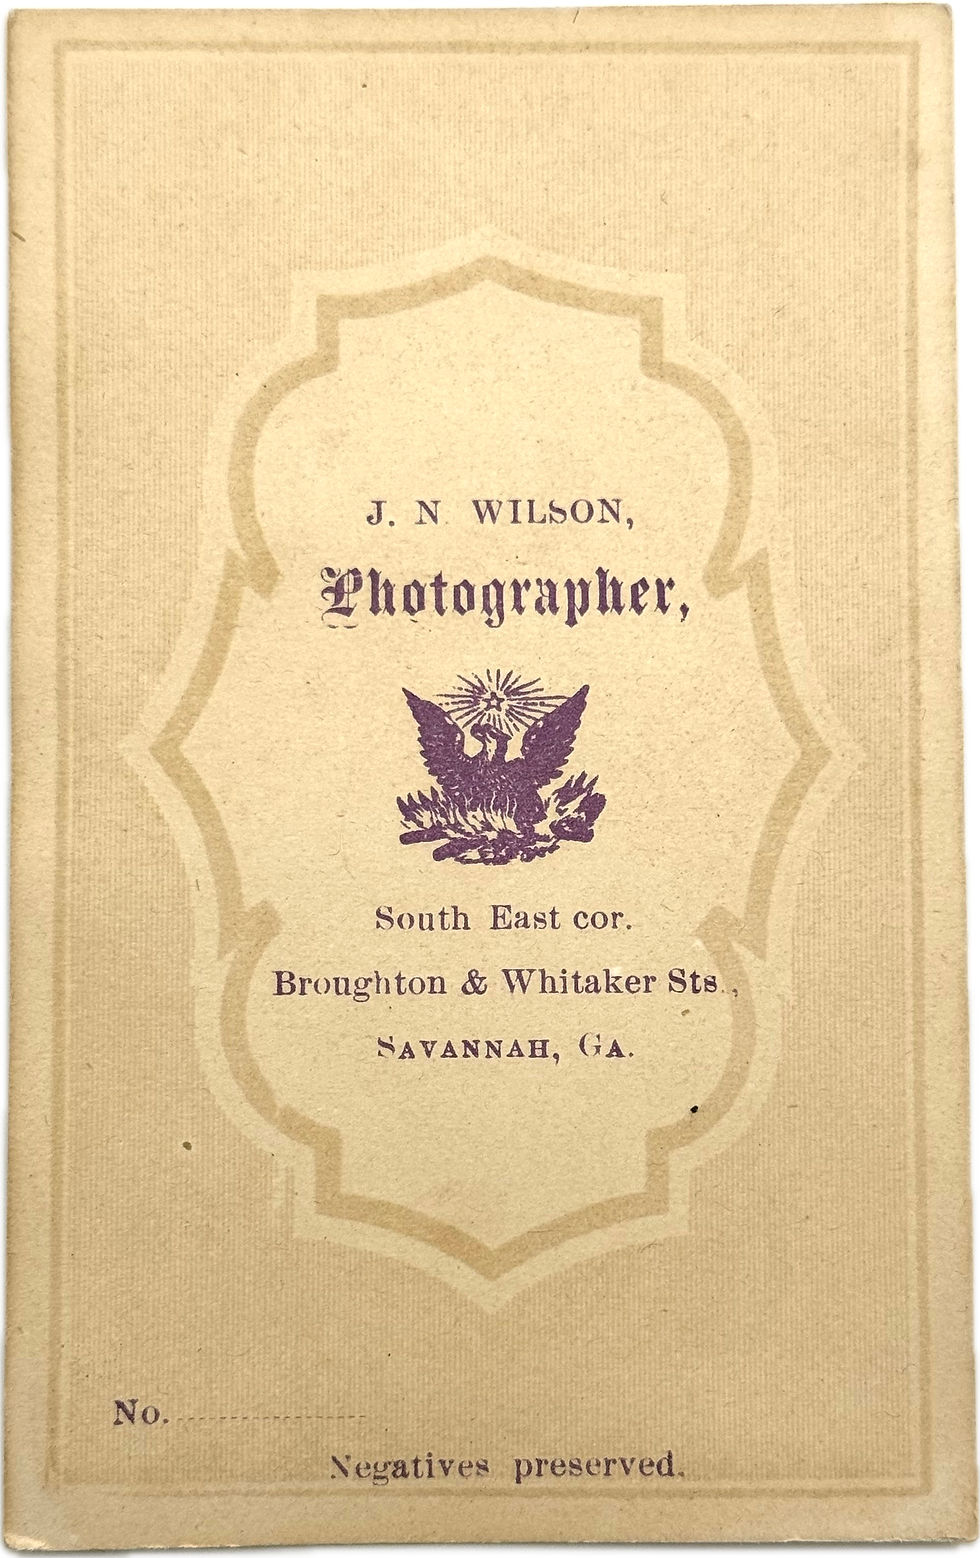 J. N. WILSON,
Photographer,
South East cor.
Broughton & Whitaker Sts.,
SAVANNAH, GA.
No. ....................
Negatives preserved.